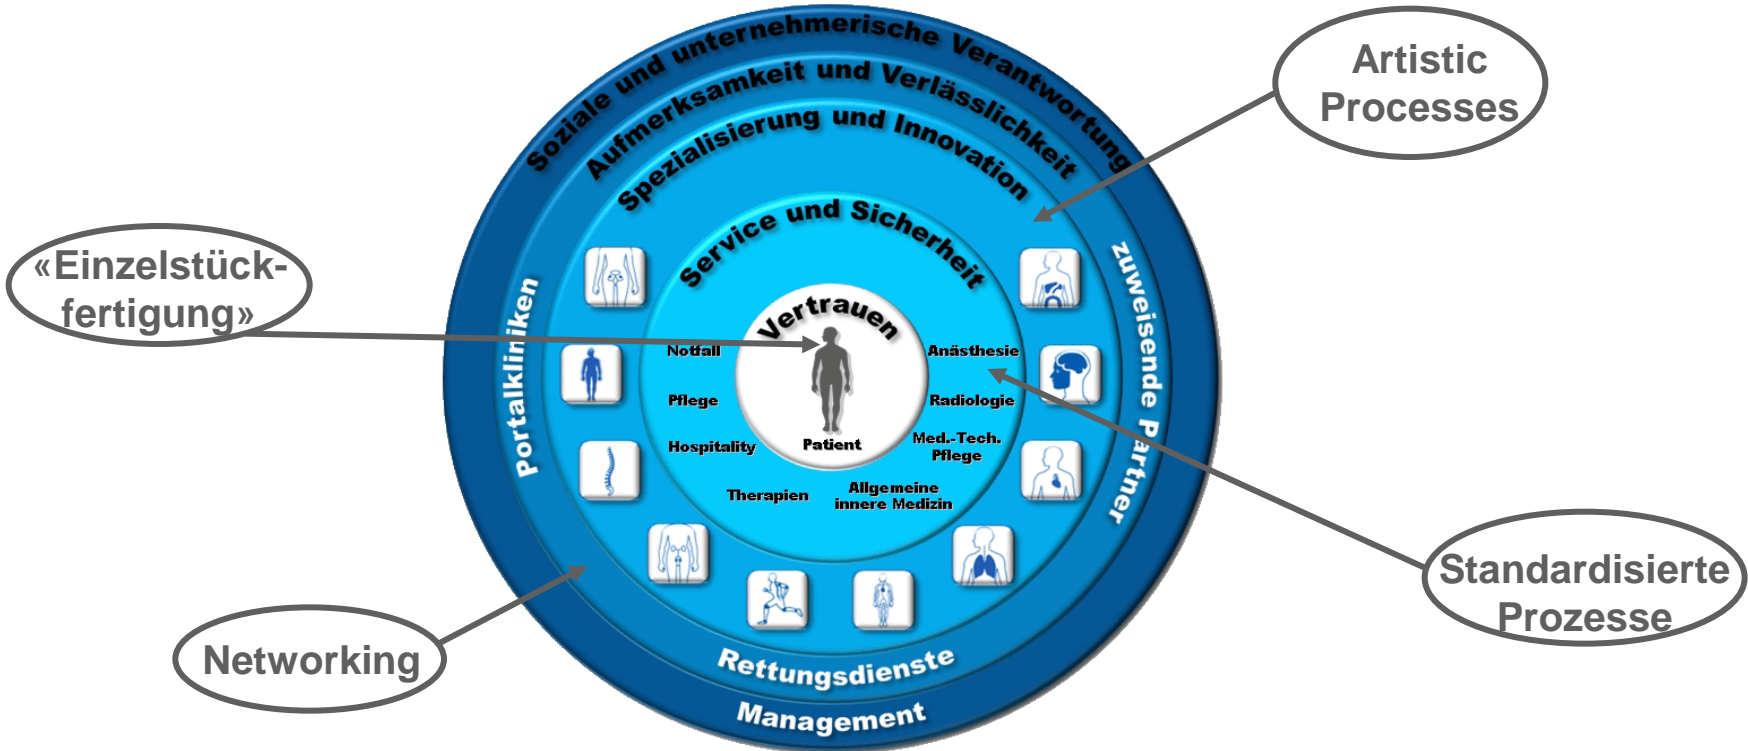 Soziale und unternehmerische Verantwortung
Aufmerksamkeit und Verlässlichkeit
Spezialisierung und Innovation
Service und Sicherheit
Vertrauen
Artistic
Processes
«Einzelstück-
fertigung»
Portalkliniken
zuweisende Partner
Notfall
Anästhesie
Pflege
Radiologie
Hospitality
Patient
Med.-Tech.
Pflege
Therapien
Allgemeine
innere Medizin
Standardisierte
Prozesse
Networking
Rettungsdienste
Management